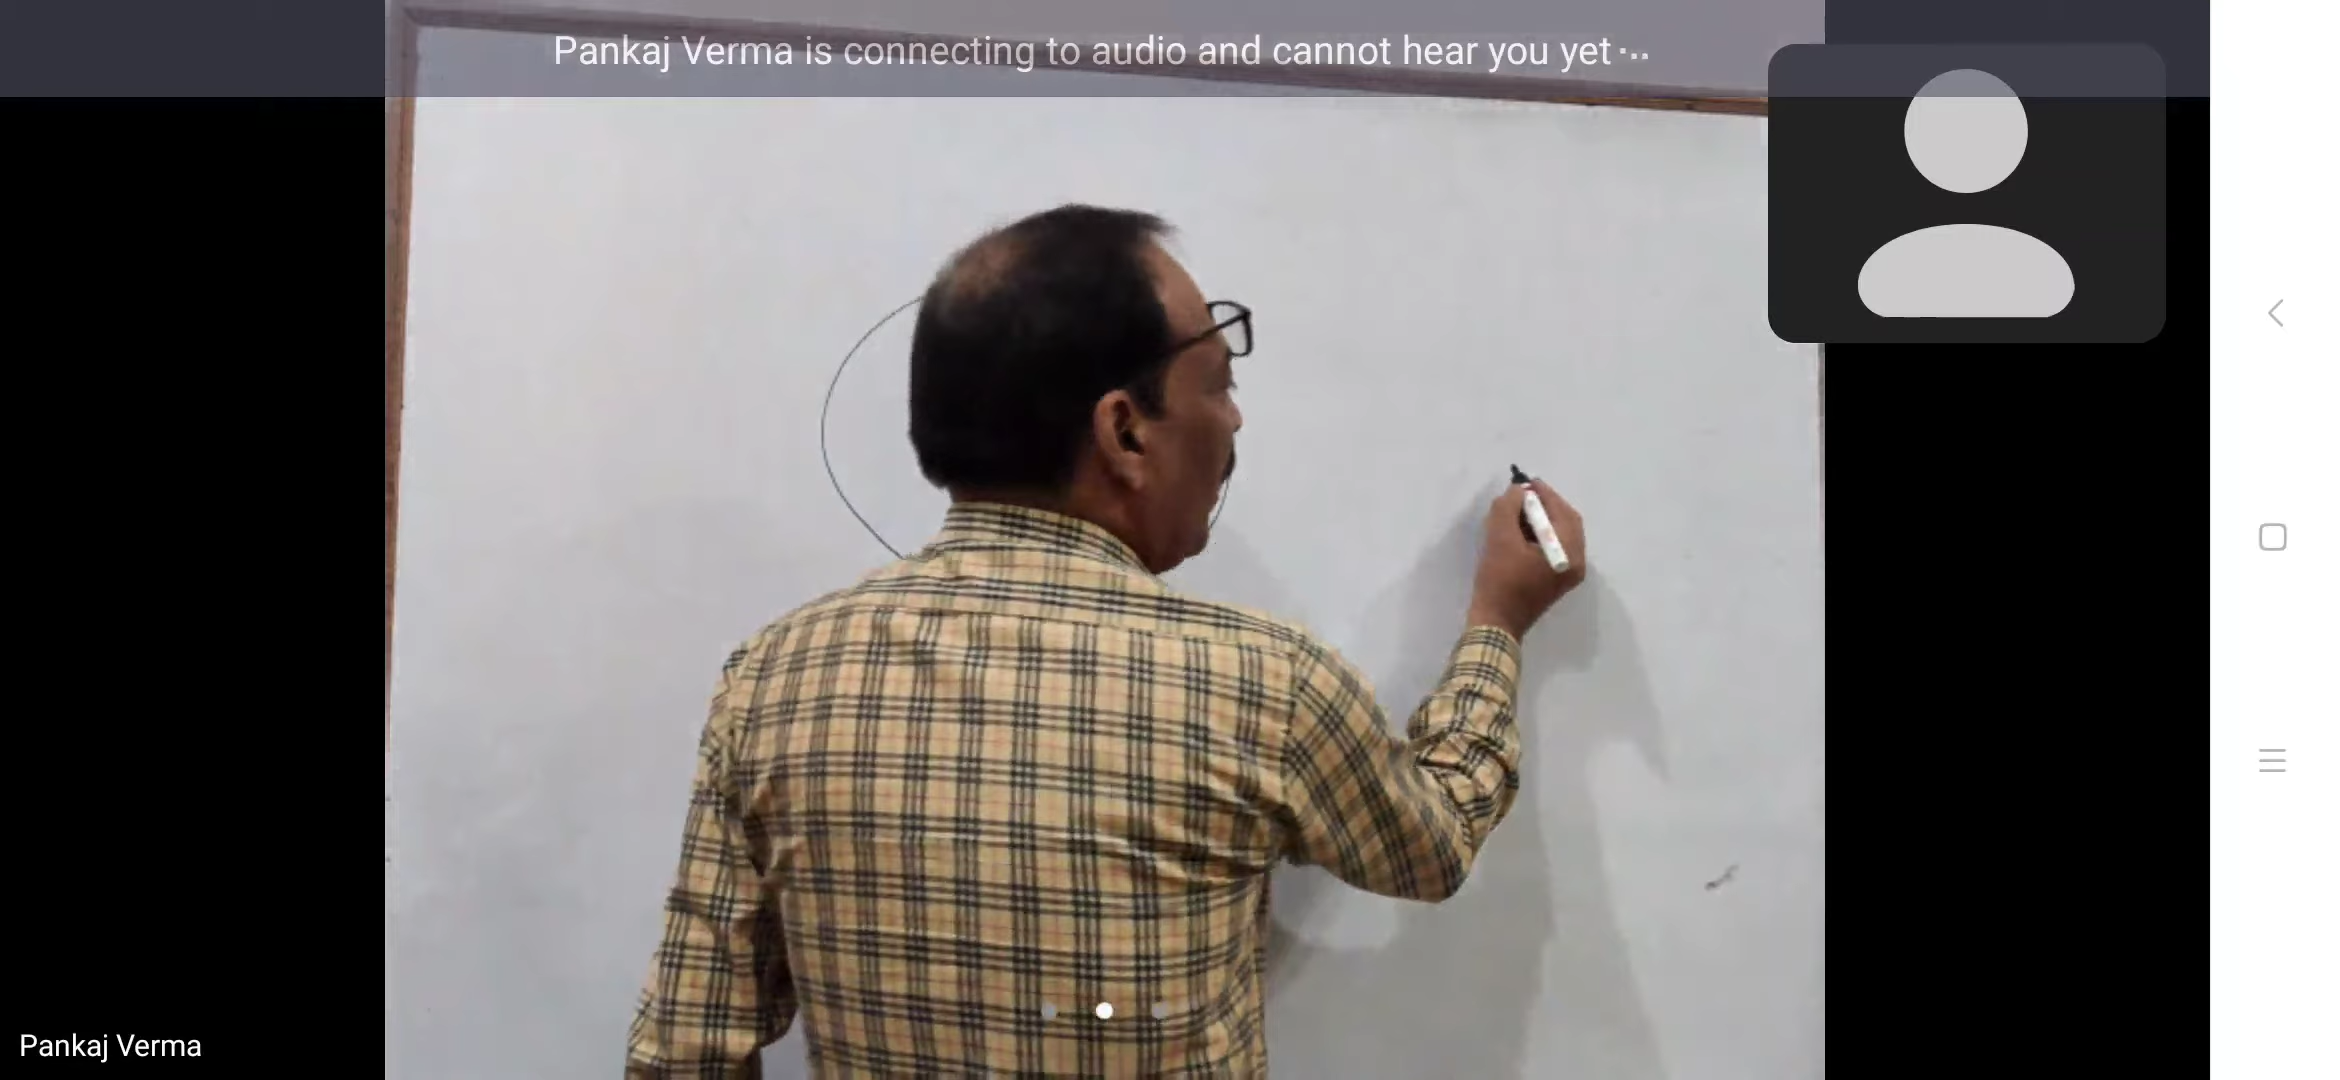 Pankaj Verma is connecting to audio and cannot hear you yet ...
Pankaj Verma